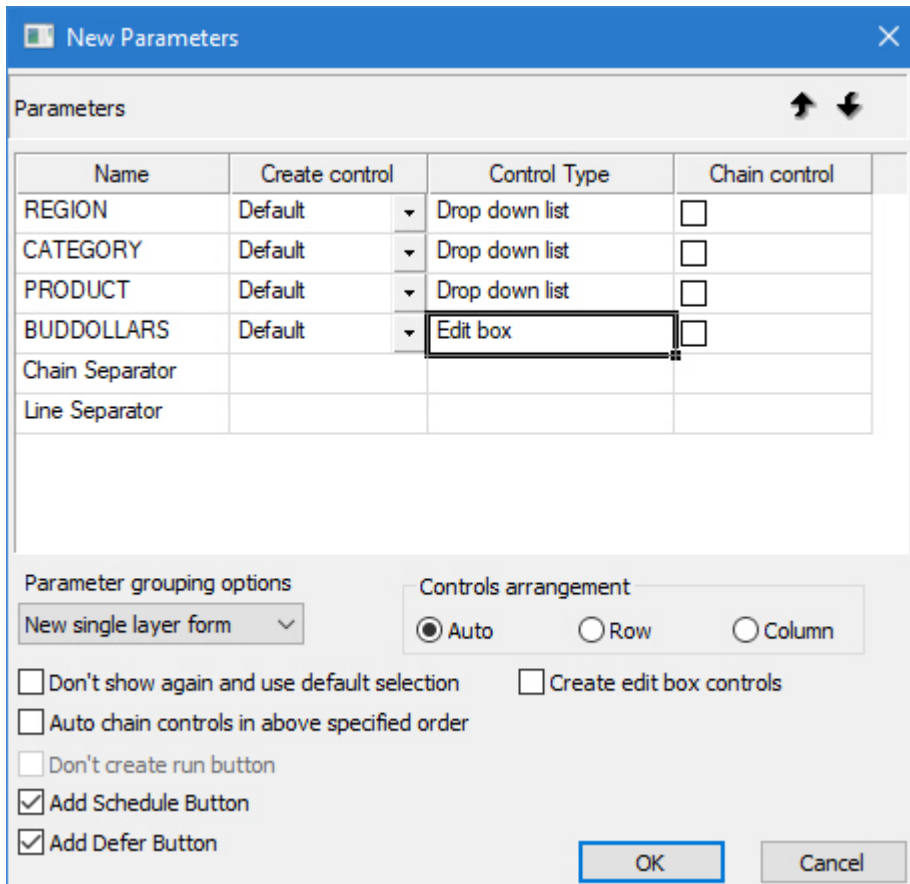 New Parameters
Parameters
Name Create control Control Type Chain control
REGION Default Drop down list
CATEGORY Default Drop down list
PRODUCT Default Drop down list
BUDDOLLARS Default Edit box
Chain Separator
Line Separator
Parameter grouping options
Controls arrangement
New single layer form
Auto Row Column
Don't show again and use default selection Create edit box controls
Auto chain controls in above specified order
Don't create run button
Add Schedule Button
Add Defer Button
OK Cancel